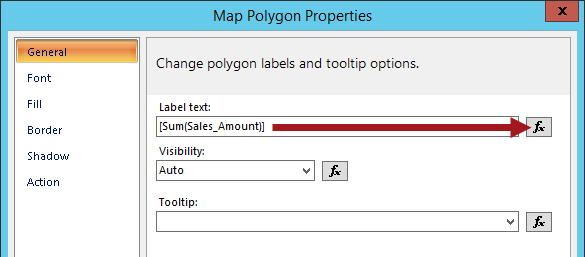 Map Polygon Properties
X
General
Font
Fill
Border
Shadow
Action
Change polygon labels and tooltip options.
Label text:
[Sum(Sales_Amount)]
fx
Visibility:
Auto
fx
Tooltip:
fx